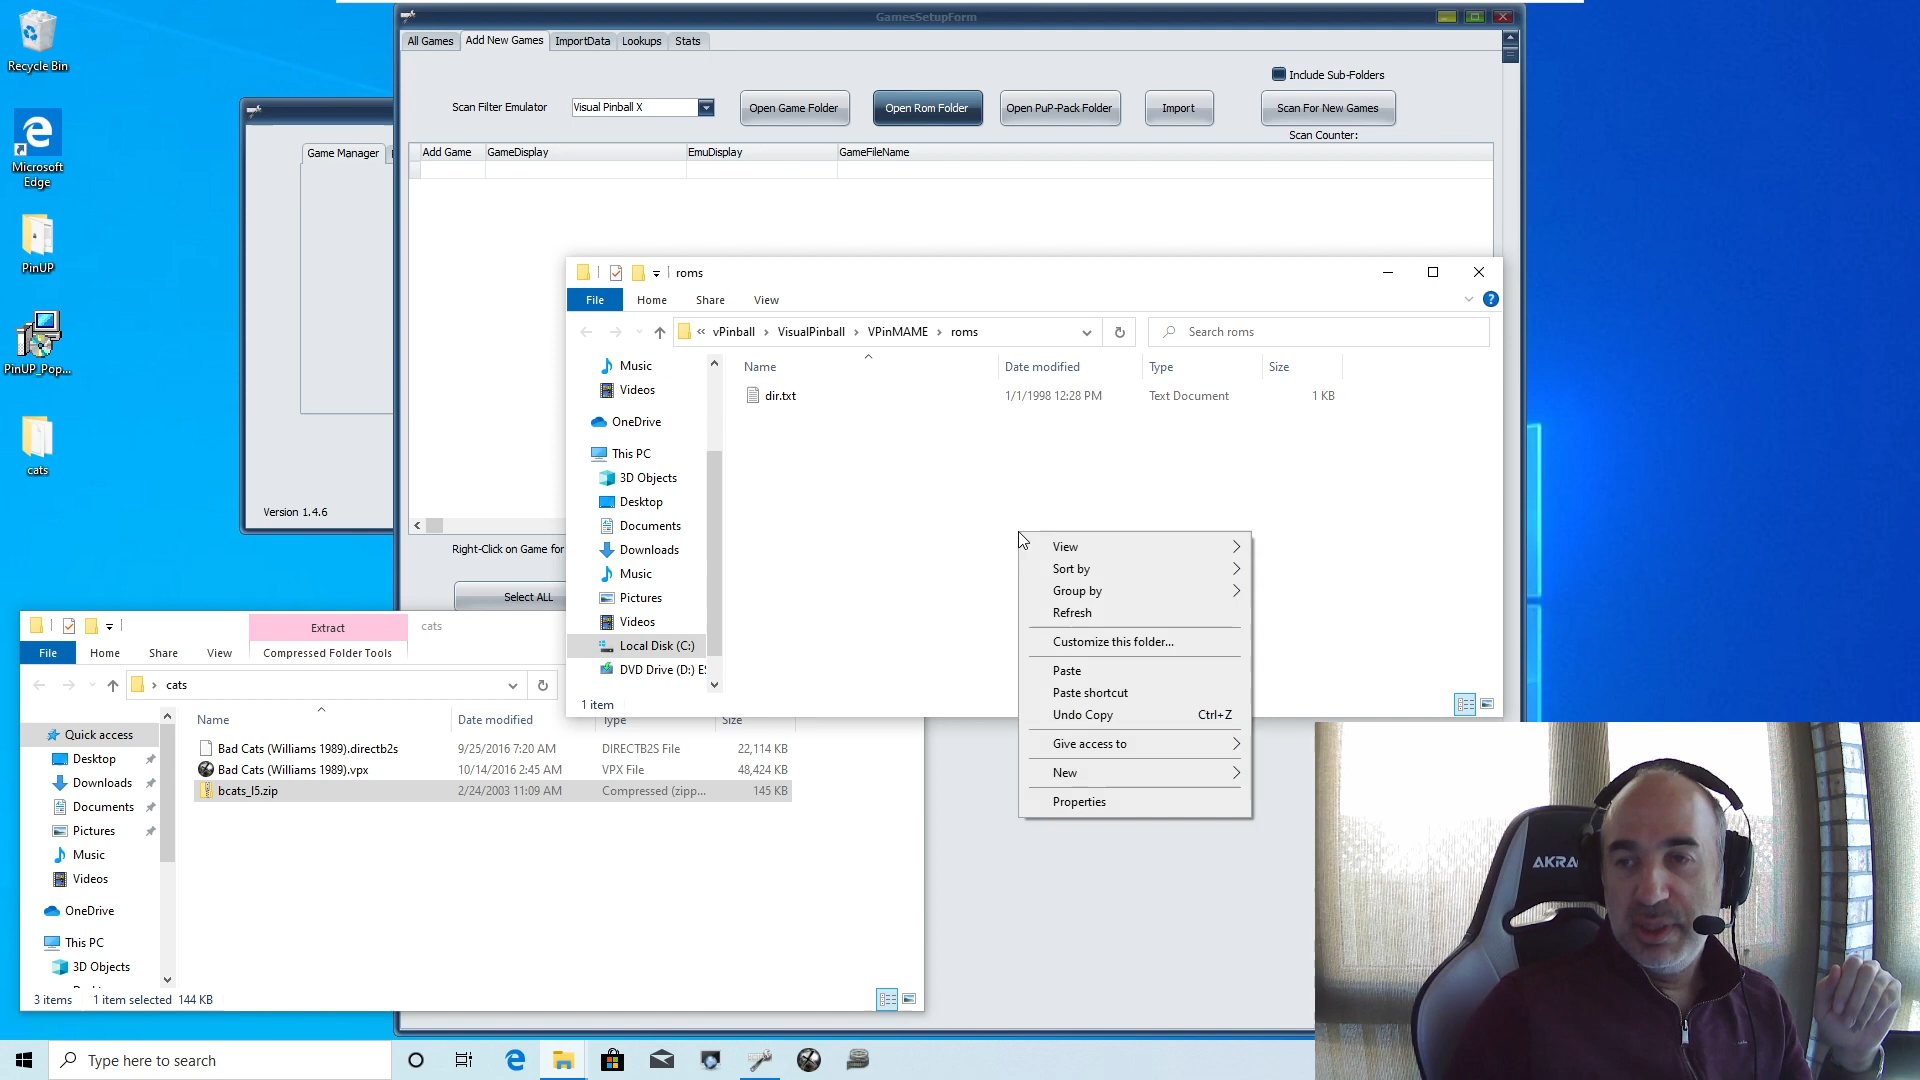 Recycle Bin
Microsoft
Edge
PinUP
PinUP_Pop...
cats
GamesSetupForm
All Games
Add New Games
ImportData
Lookups
Stats
Include Sub-Folders
Scan Filter Emulator
Visual Pinball X
Open Game Folder
Open Rom Folder
Open PuP-Pack Folder
Import
Scan For New Games
Scan Counter:
Game Manager
Add Game
GameDisplay
EmuDisplay
GameFileName
Version 1.4.6
Right-Click on Game for
Select ALL
roms
File
Home
Share
View
« vPinball > VisualPinball > VPinMAME > roms
Search roms
Name
Date modified
Type
Size
dir.txt
1/1/1998 12:28 PM
Text Document
1 KB
Music
Videos
OneDrive
This PC
3D Objects
Desktop
Documents
Downloads
Music
Pictures
Videos
Local Disk (C:)
DVD Drive (D:) E
1 item
View
Sort by
Group by
Refresh
Customize this folder...
Paste
Paste shortcut
Undo Copy Ctrl+Z
Give access to
New
Properties
Extract
cats
File
Home
Share
View
Compressed Folder Tools
cats
Name
Date modified
Type
Size
Bad Cats (Williams 1989).directb2s 9/25/2016 7:20 AM DIRECTB2S File 22,114 KB
Bad Cats (Williams 1989).vpx 10/14/2016 2:45 AM VPX File 48,424 KB
bcats_l5.zip 2/24/2003 11:09 AM Compressed (zipp... 145 KB
Quick access
Desktop
Downloads
Documents
Pictures
Music
Videos
OneDrive
This PC
3D Objects
3 items 1 item selected 144 KB
Type here to search
AKRA